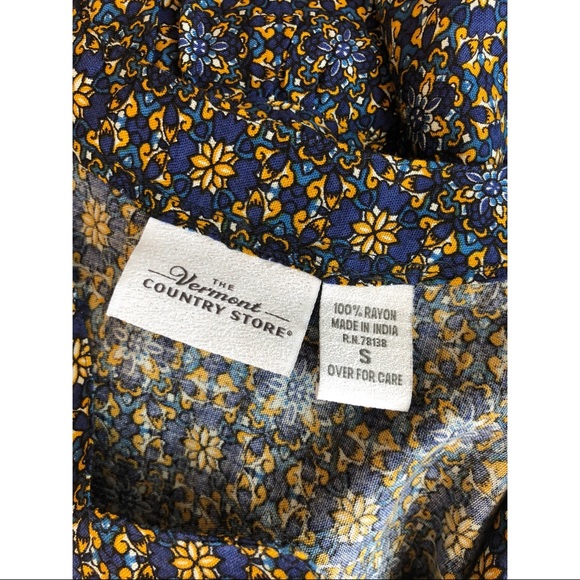 THE
Vermont
COUNTRY STORE®
100% RAYON
MADE IN INDIA
R.N.78138
S
OVER FOR CARE